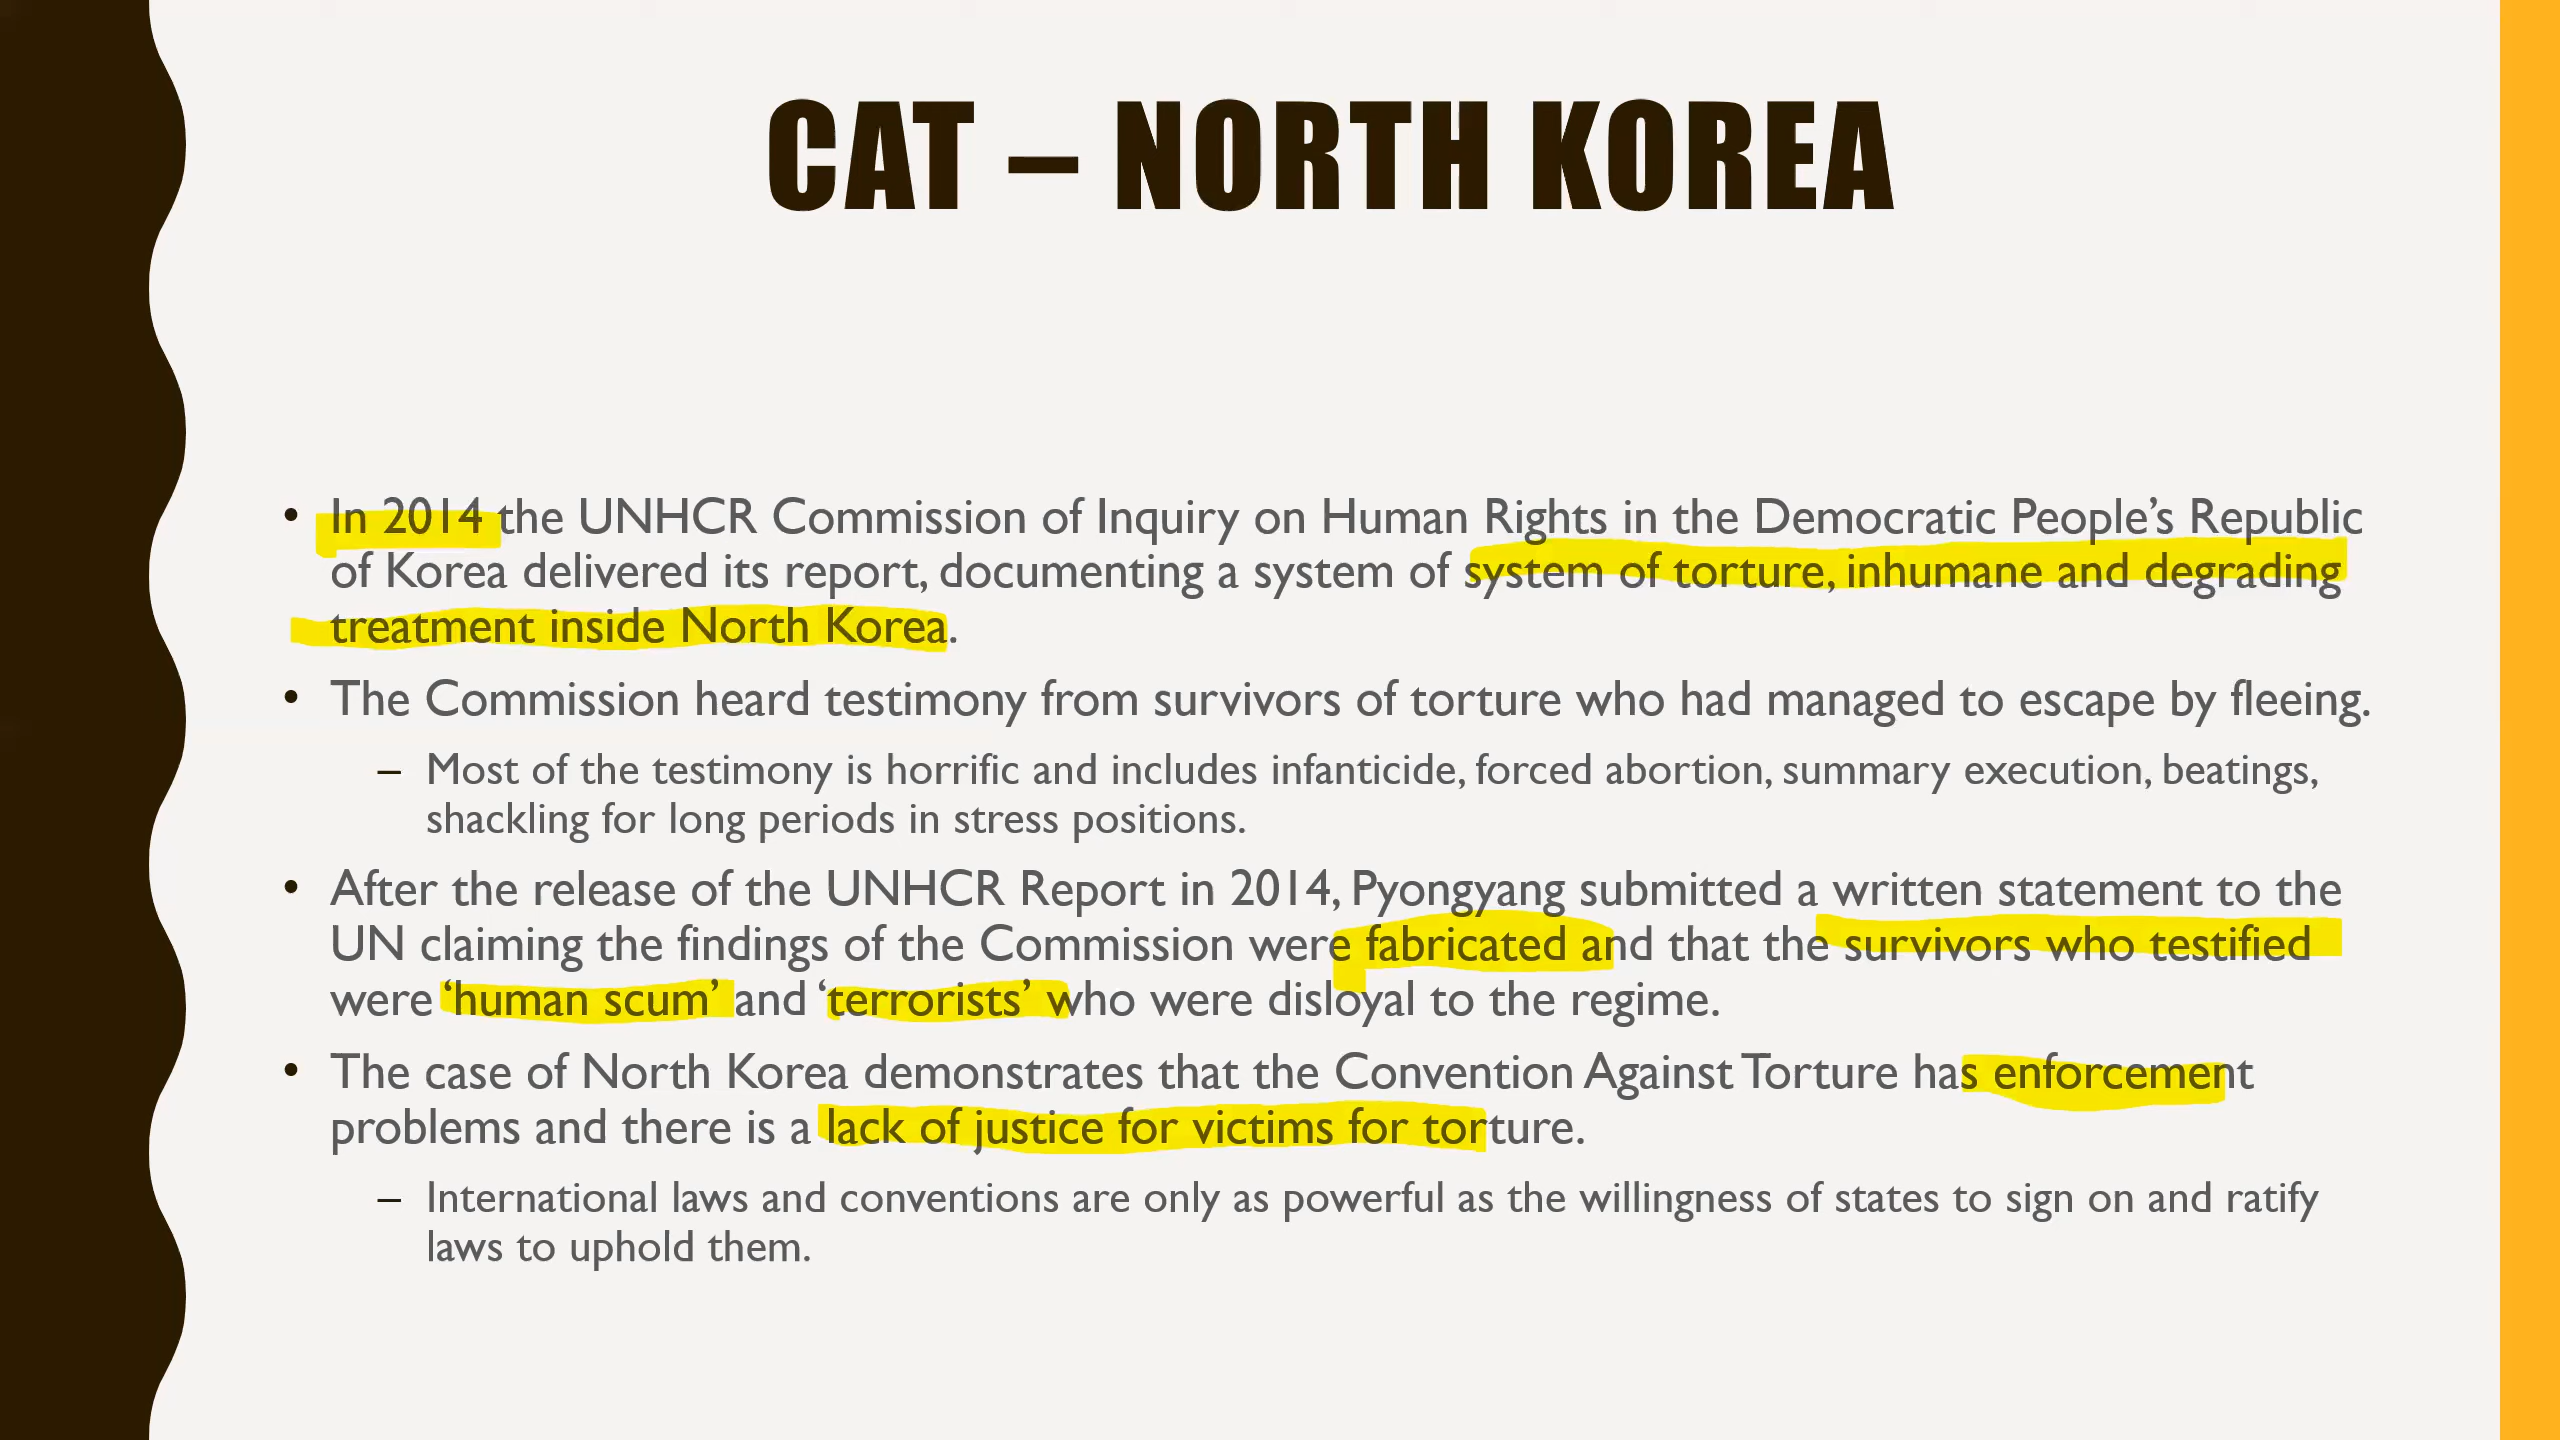 CAT – NORTH KOREA
• In 2014 the UNHCR Commission of Inquiry on Human Rights in the Democratic People’s Republic
of Korea delivered its report, documenting a system of system of torture, inhumane and degrading
treatment inside North Korea.
• The Commission heard testimony from survivors of torture who had managed to escape by fleeing.
– Most of the testimony is horrific and includes infanticide, forced abortion, summary execution, beatings,
shackling for long periods in stress positions.
• After the release of the UNHCR Report in 2014, Pyongyang submitted a written statement to the
UN claiming the findings of the Commission were fabricated and that the survivors who testified
were ‘human scum’ and ‘terrorists’ who were disloyal to the regime.
• The case of North Korea demonstrates that the Convention Against Torture has enforcement
problems and there is a lack of justice for victims for torture.
– International laws and conventions are only as powerful as the willingness of states to sign on and ratify
laws to uphold them.